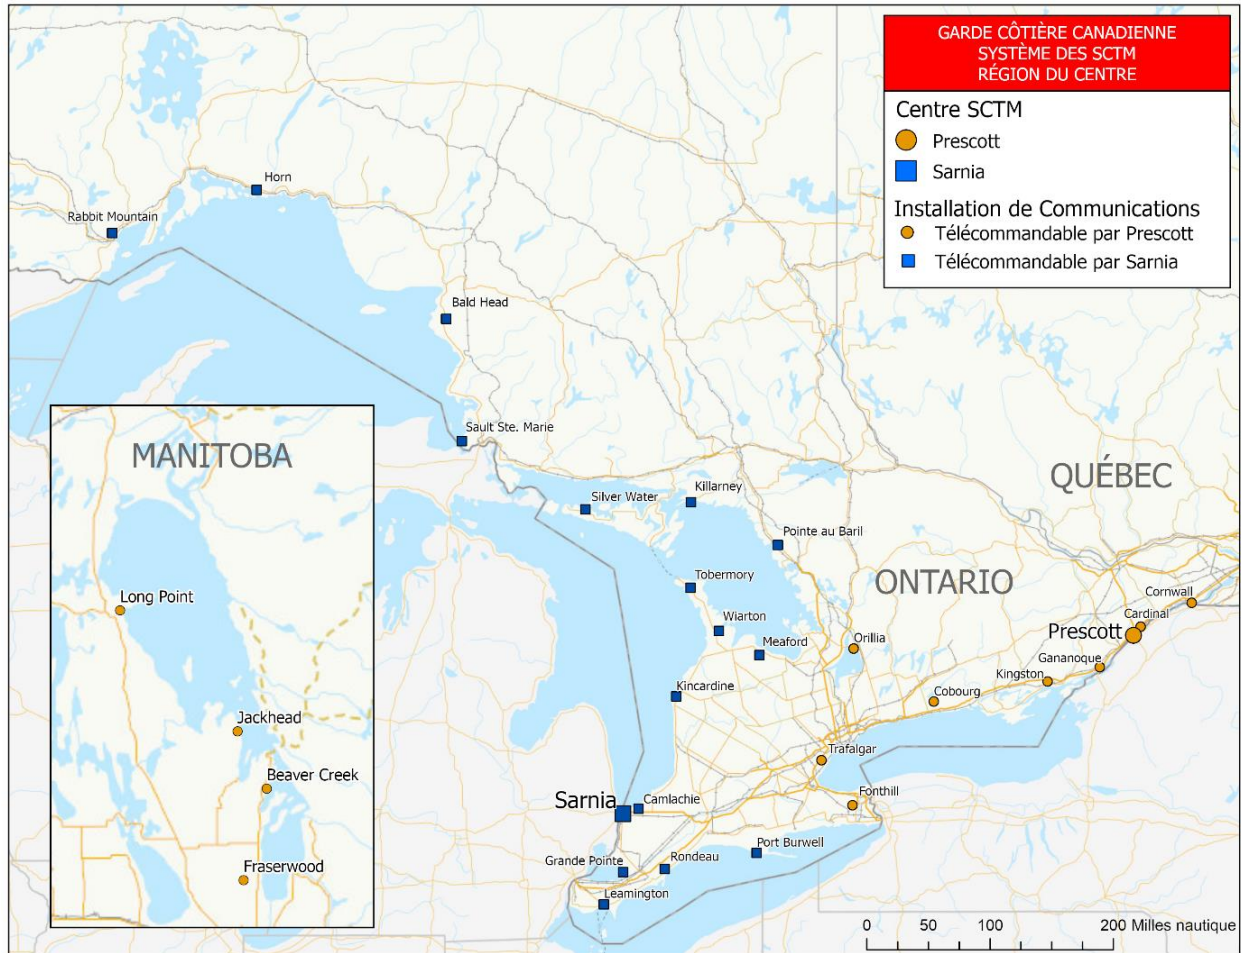 GARDE CÔTIÈRE CANADIENNE
SYSTÈME DES SCTM
RÉGION DU CENTRE
Centre SCTM
Prescott
Sarnia
Installation de Communications
Télécommandable par Prescott
Télécommandable par Sarnia
Horn
Rabbit Mountain
Bald Head
Sault Ste. Marie
MANITOBA
QUÉBEC
Killarney
Silver Water
Pointe au Baril
ONTARIO
Tobermory
Long Point
Cornwall
Cardinal
Wiarton
Prescott
Meaford
Orillia
Gananoque
Kingston
Kincardine
Cobourg
Jackhead
Trafalgar
Beaver Creek
Sarnia
Camlachie
Fonthill
Port Burwell
Grande Pointe
Rondeau
Fraserwood
Leamington
0 50 100 200 Milles nautique